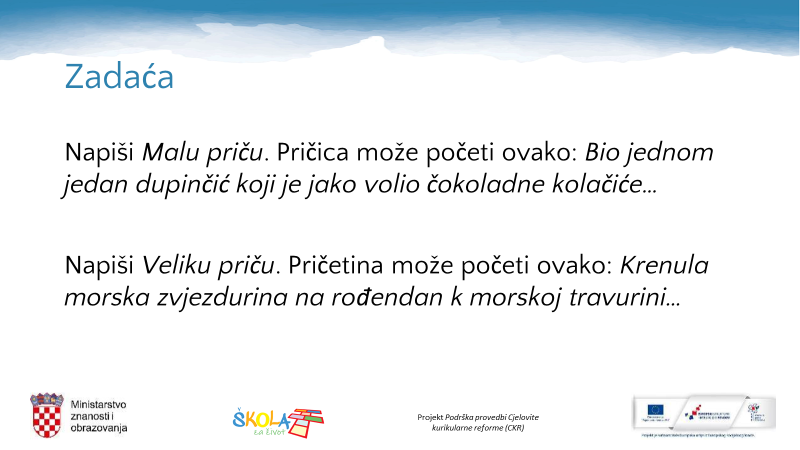 Zadaća
Napiši Malu priču. Pričica može početi ovako: Bio jednom
jedan dupinčić koji je jako volio čokoladne kolačiće...
Napiši Veliku priču. Pričetina može početi ovako: Krenula
morska zvjezdurina na rođendan k morskoj travurini...
Ministarstvo
znanosti i
obrazovanja
ŠKOLA
za život
Projekt Podrška provedbi Cjelovite
kurikularne reforme (CKR)